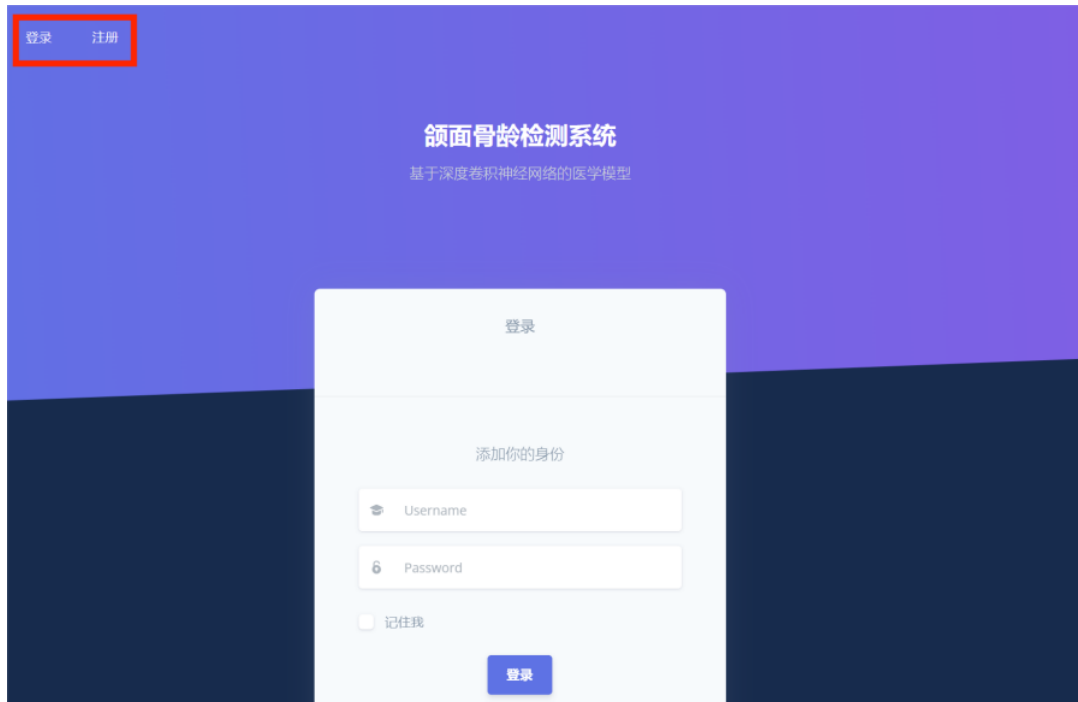 登录 注册
颌面骨龄检测系统
基于深度卷积神经网络的医学模型
登录
添加你的身份
Username
Password
记住我
登录